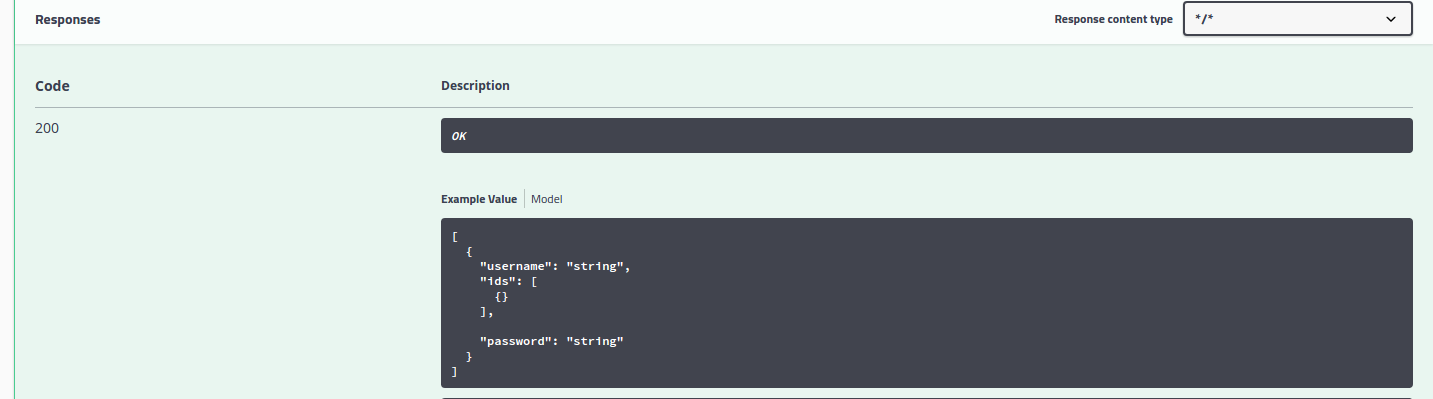 Responses
Response content type
*/*
Code
Description
200
OK
Example Value
Model
[
  {
    "username": "string",
    "ids": [
      {}
    ],
    "password": "string"
  }
]